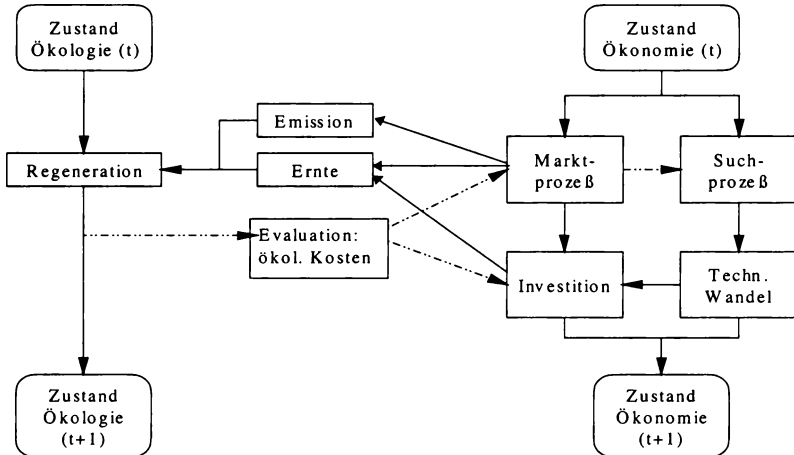 Zustand
Ökologie (t)
Zustand
Ökonomie (t)
Emission
Regeneration
Ernte
Markt-
prozeß
Such-
prozeß
Evaluation:
ökol. Kosten
Investition
Techn.
Wandel
Zustand
Ökologie
(t+1)
Zustand
Ökonomie
(t+1)